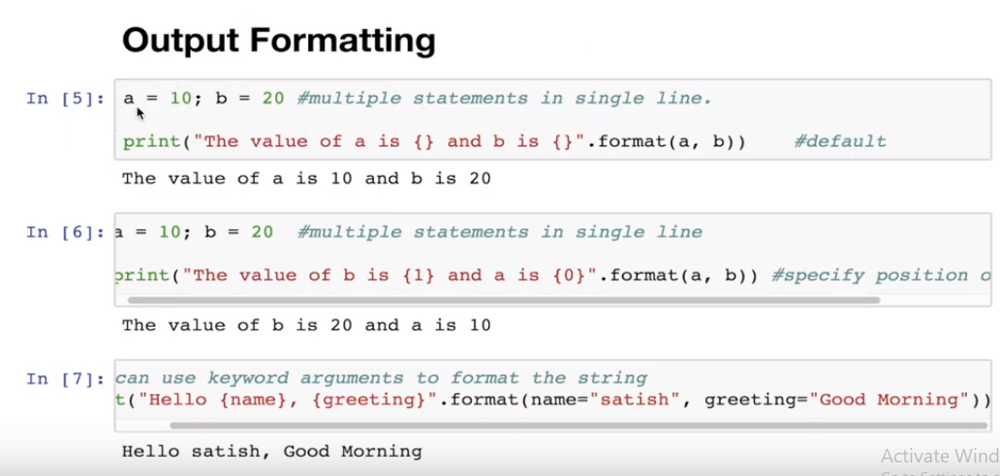 Output Formatting
In [5]: a = 10; b = 20 #multiple statements in single line.
print("The value of a is {} and b is {}".format(a, b)) #default
The value of a is 10 and b is 20
In [6]: a = 10; b = 20 #multiple statements in single line
print("The value of b is {1} and a is {0}".format(a, b)) #specify position o
The value of b is 20 and a is 10
In [7]: can use keyword arguments to format the string
t("Hello {name}, {greeting}".format(name="satish", greeting="Good Morning"))
Hello satish, Good Morning
Activate Wind